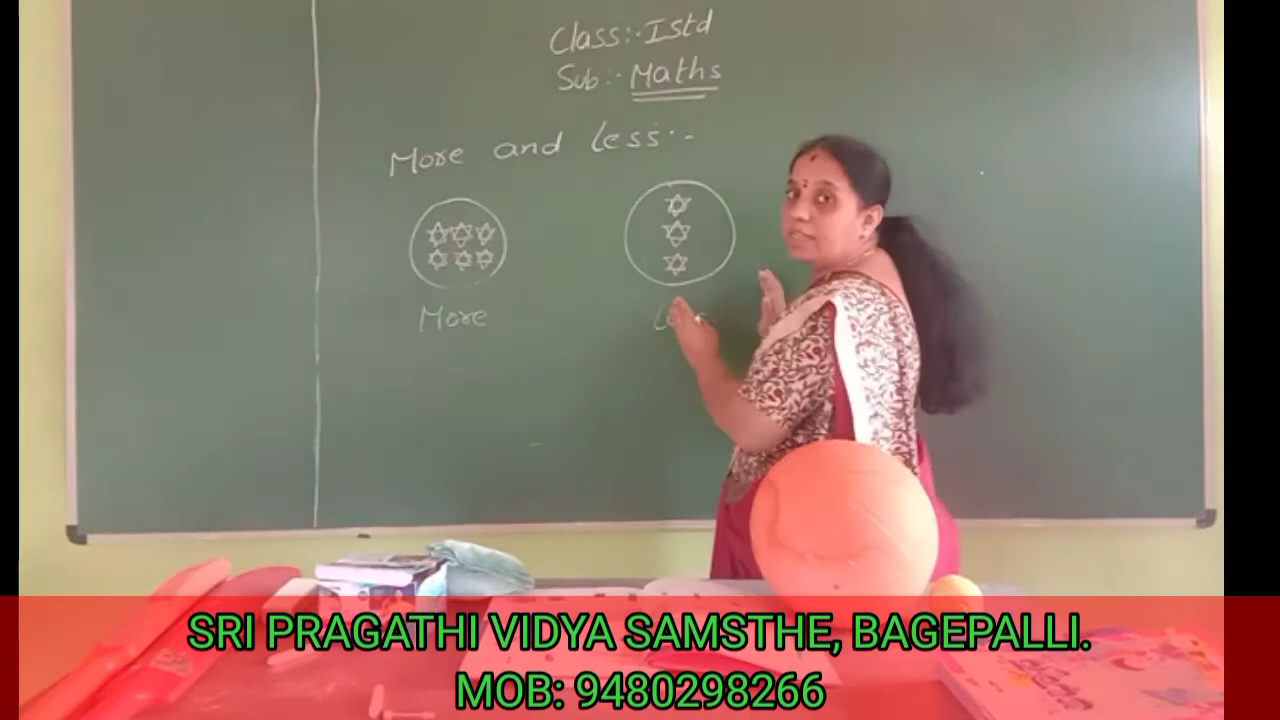 Class:- Istd
Sub:- Maths
More and Less:-
More
SRI PRAGATHI VIDYA SAMSTHE, BAGEPALLI.
MOB: 9480298266